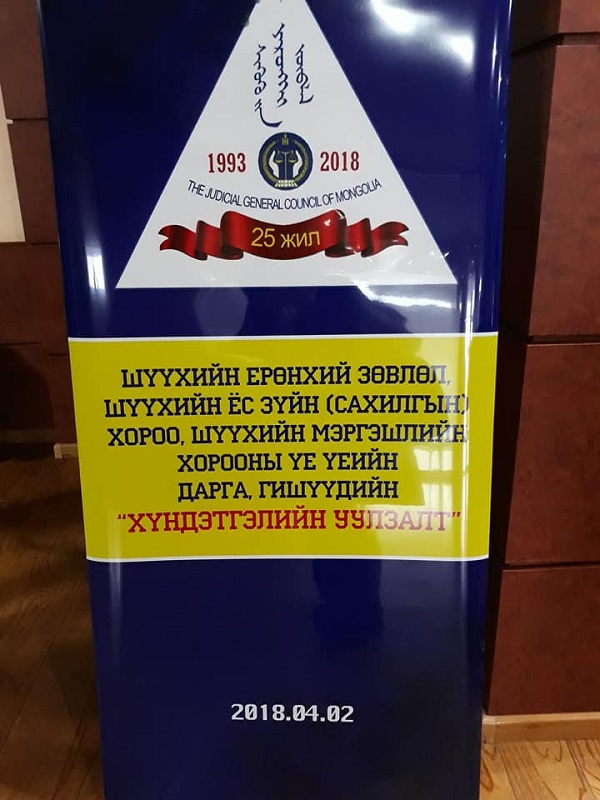 1993 2018
THE JUDICIAL GENERAL COUNCIL OF MONGOLIA
25 ЖИЛ
ШҮҮХИЙН ЕРӨНХИЙ ЗӨВЛӨЛ,
ШҮҮХИЙН ЁС ЗҮЙН (САХИЛГЫН)
ХОРОО, ШҮҮХИЙН МЭРГЭШЛИЙН
ХОРООНЫ ҮЕ ҮЕИЙН
ДАРГА, ГИШҮҮДИЙН
“ХҮНДЭТГЭЛИЙН УУЛЗАЛТ”
2018.04.02